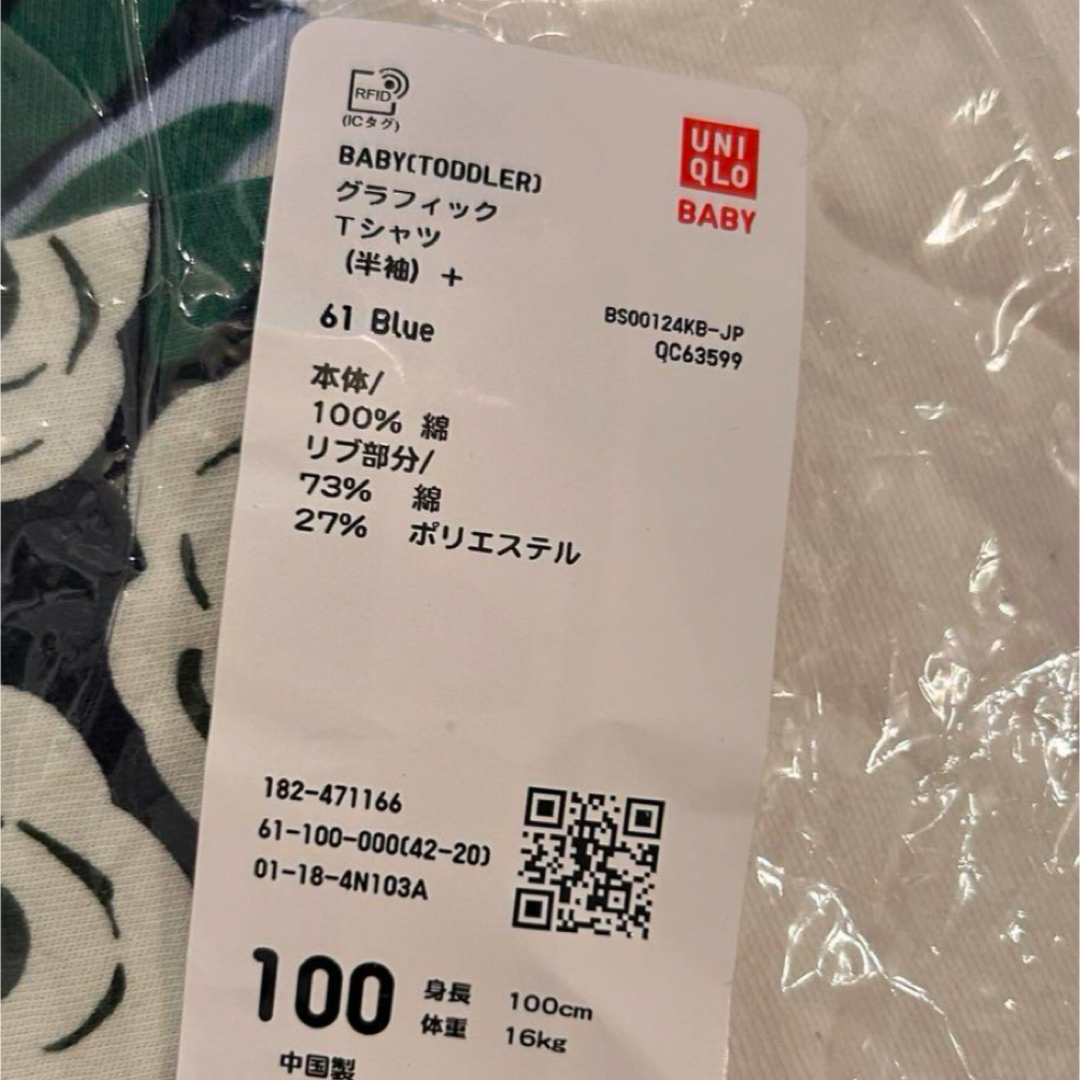 RFID
(ICタグ)
BABY(TODDLER)
グラフィック
Tシャツ
(半袖) +
UNI
QLO
BABY
61 Blue
BS00124KB-JP
QC63599
本体/
100% 綿
リブ部分/
73% 綿
27% ポリエステル
182-471166
61-100-000(42-20)
01-18-4N103A
100
身長 100cm
体重 16kg
中国製